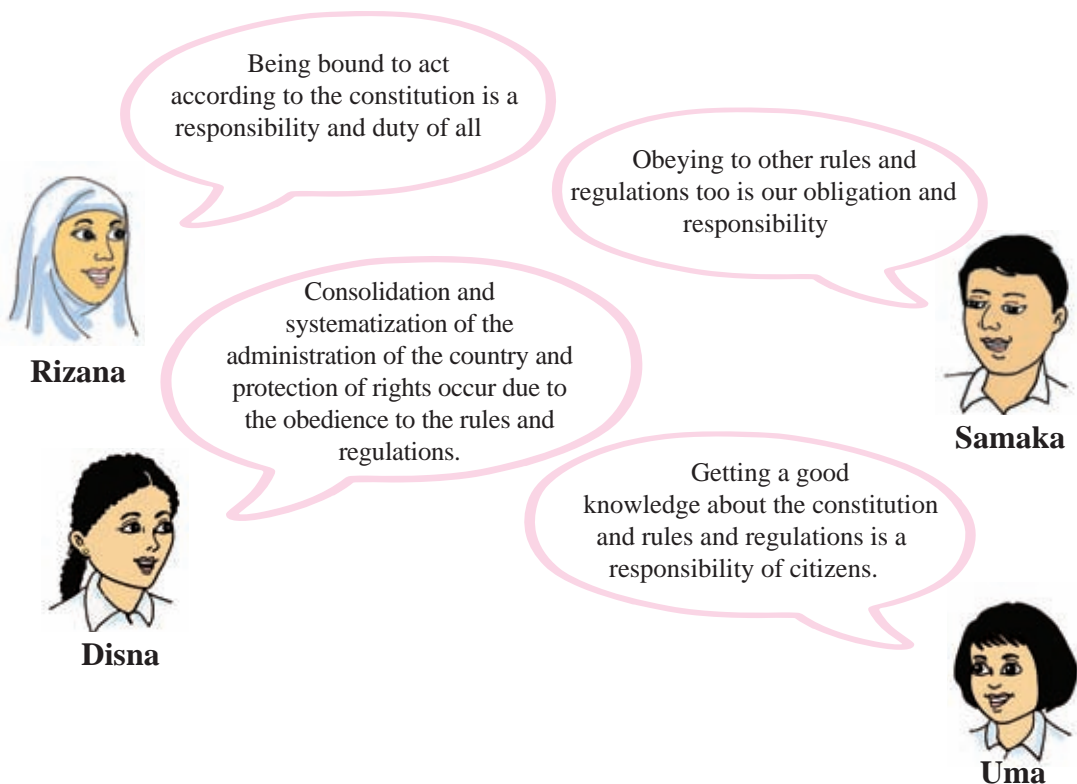 Being bound to act
according to the constitution is a
responsibility and duty of all
Rizana
Obeying to other rules and
regulations too is our obligation and
responsibility
Samaka
Consolidation and
systematization of the
administration of the country and
protection of rights occur due to
the obedience to the rules and
regulations.
Disna
Getting a good
knowledge about the constitution
and rules and regulations is a
responsibility of citizens.
Uma